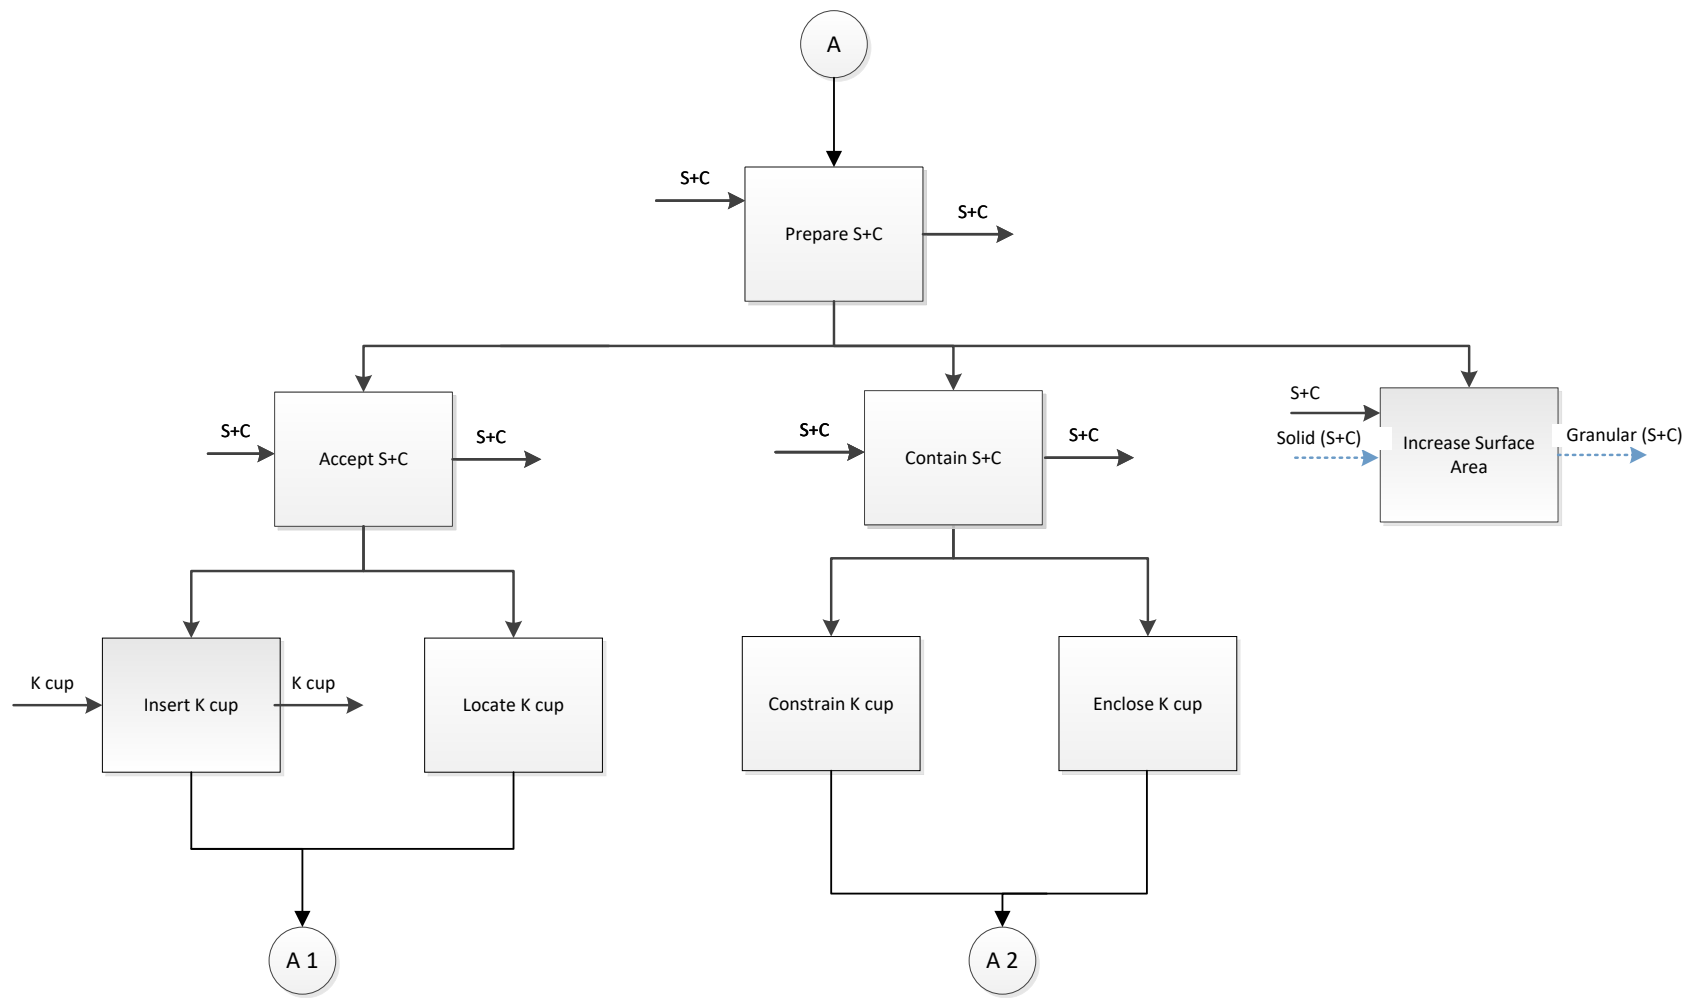 A
S+C
S+C
Prepare S+C
S+C
S+C
Accept S+C
S+C
S+C
Contain S+C
S+C
Solid (S+C)
Increase Surface
Area
Granular (S+C)
K cup
Insert K cup
K cup
Locate K cup
Constrain K cup
Enclose K cup
A 1
A 2